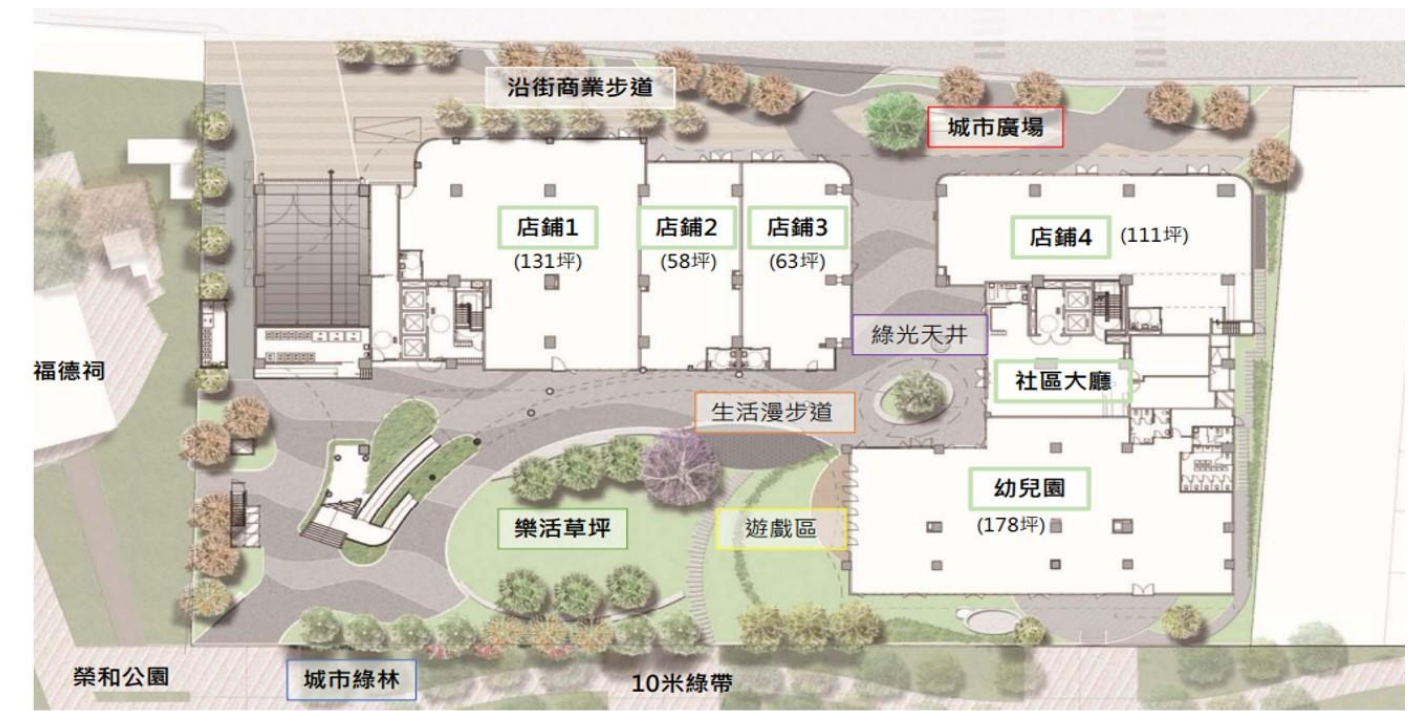 沿街商業步道
城市廣場
店鋪1
(131坪)
店鋪2
(58坪)
店鋪3
(63坪)
店鋪4 (111坪)
綠光天井
福德祠
社區大廳
生活漫步道
幼兒園
(178坪)
樂活草坪
遊戲區
榮和公園
城市綠林
10米綠帶